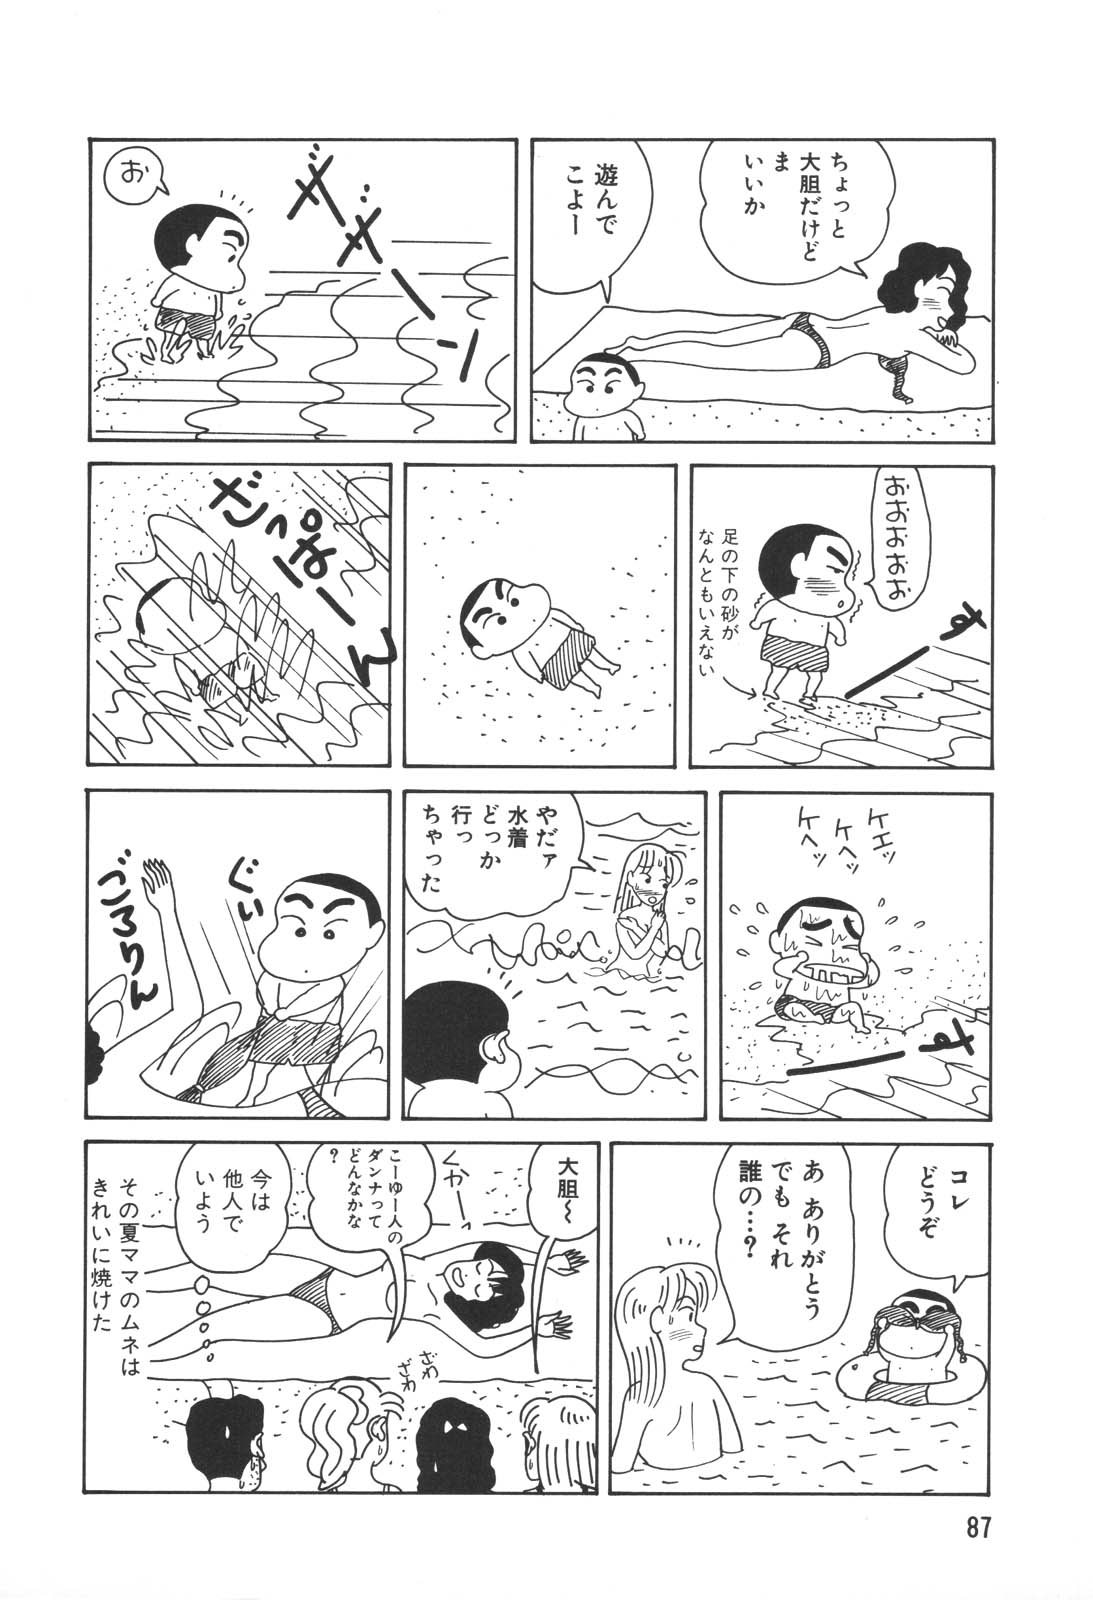 ちょっと
大胆だけど
ま
いいか
遊んで
こよー
お
ザザーン
おおおおお
す
足の下の砂が
なんともいえない
だっぱーん
ケエッ
ケヘッ
ケヘッ
す
やだァ
水着
どっか
行っ
ちゃった
ぐい
ごろりん
コレ
どうぞ
あ ありがとう
でも それ
誰の…?
大胆〜
くかー
こーゆー人の
ダンナって
どんなかな
?
今は
他人で
いよう
ざわ
ざわ
その夏ママのムネは
きれいに焼けた
87